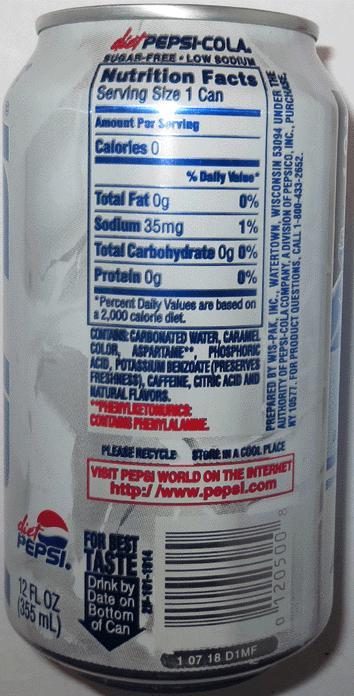 diet PEPSI-COLA®
SUGAR-FREE • LOW SODIUM
Nutrition Facts
Serving Size 1 Can
Amount Per Serving
Calories 0
% Daily Value*
Total Fat 0g 0%
Sodium 35mg 1%
Total Carbohydrate 0g 0%
Protein 0g 0%
*Percent Daily Values are based on
a 2,000 calorie diet.
CONTAINS: CARBONATED WATER, CARAMEL
COLOR, ASPARTAME**, PHOSPHORIC
ACID, POTASSIUM BENZOATE (PRESERVES
FRESHNESS), CAFFEINE, CITRIC ACID AND
NATURAL FLAVORS.
**PHENYLKETONURICS:
CONTAINS PHENYLALANINE.
PREPARED BY WIS-PAK, INC., WATERTOWN, WISCONSIN 53094 UNDER THE
AUTHORITY OF PEPSI-COLA COMPANY, A DIVISION OF PEPSICO, INC., PURCHASE,
NY 10577. FOR PRODUCT QUESTIONS, CALL 1-800-433-2652.
PLEASE RECYCLE STORE IN A COOL PLACE
VISIT PEPSI WORLD ON THE INTERNET
http://www.pepsi.com
diet
PEPSI.
12 FL OZ
(355 mL)
FOR BEST
TASTE
Drink by
Date on
Bottom
of Can
0 120500 8
1 07 18 D1MF